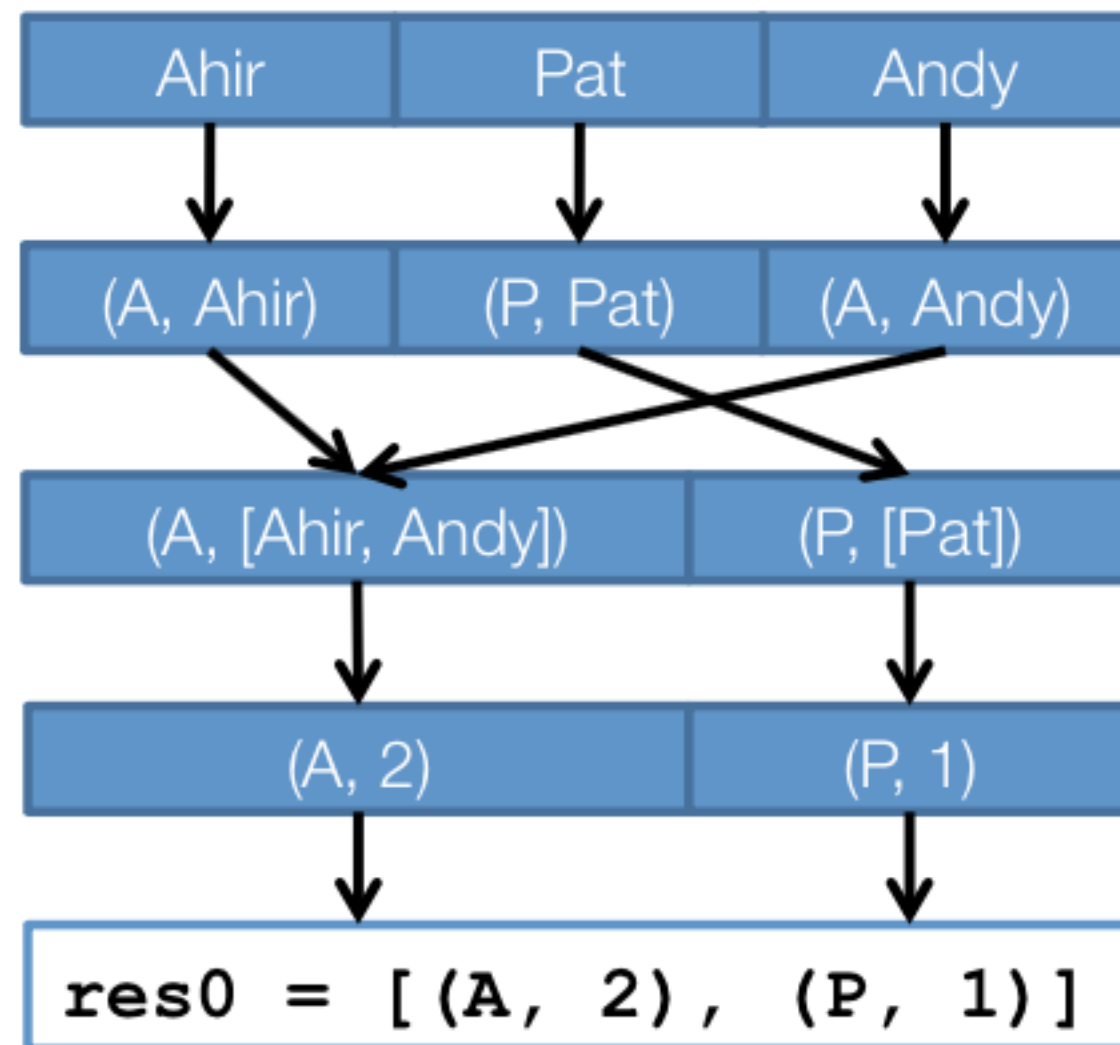 Ahir Pat Andy
(A, Ahir) (P, Pat) (A, Andy)
(A, [Ahir, Andy]) (P, [Pat])
(A, 2) (P, 1)
res0 = [(A, 2), (P, 1)]